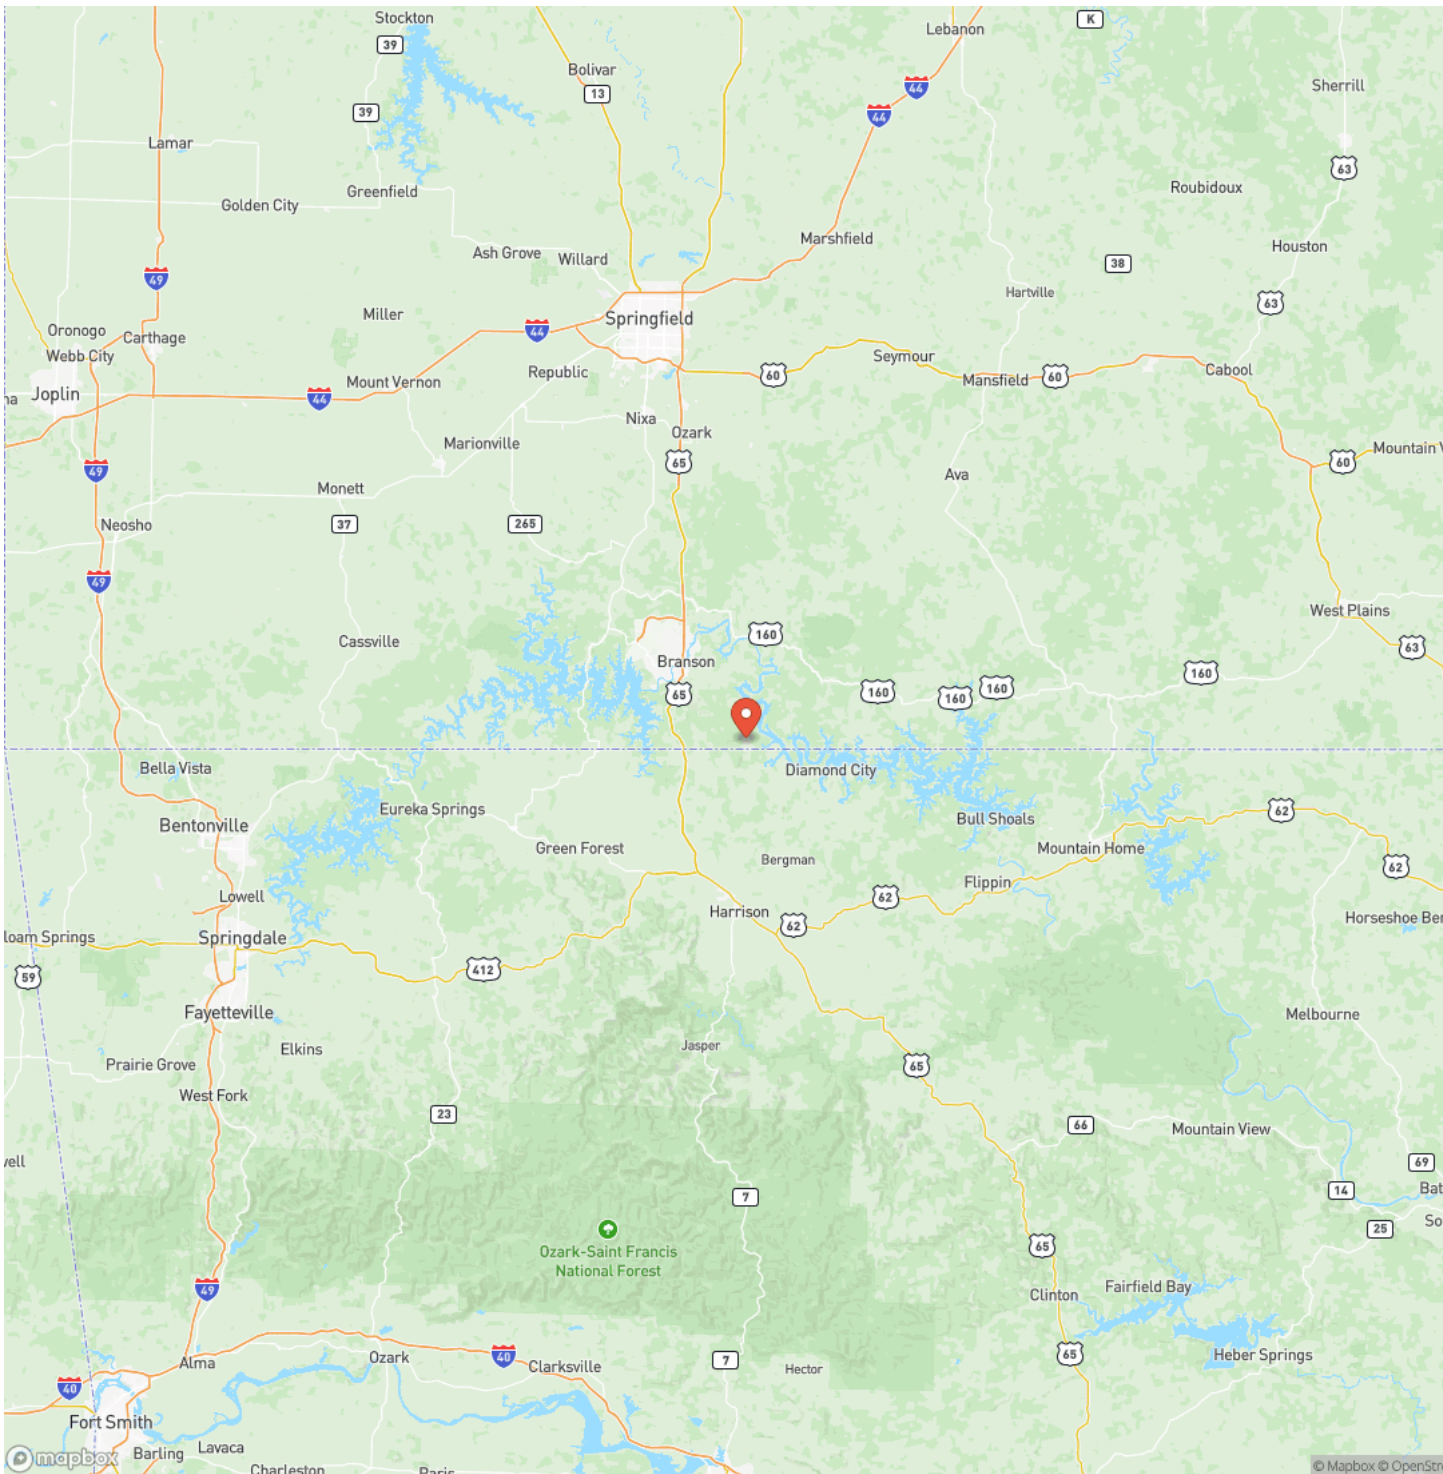 Stockton
39
K
Lebanon
Bolivar
13
44
Sherrill
39
44
Lamar
63
Greenfield
Roubidoux
Golden City
Marshfield
Houston
Ash Grove
Willard
38
49
Hartville
63
Miller
Springfield
Oronogo
44
Carthage
Webb City
Seymour
Republic
60
Mansfield
60
Cabool
Mount Vernon
Joplin
44
na
Nixa
Ozark
Marionville
Mountain V
65
60
49
Ava
Monett
37
265
Neosho
49
West Plains
160
Cassville
63
Branson
160
65
160
160
160
Bella Vista
Diamond City
Eureka Springs
62
Bentonville
Bull Shoals
Green Forest
Mountain Home
Bergman
62
Flippin
Lowell
62
Harrison
62
Horseshoe Ber
loam Springs
Springdale
59
412
Fayetteville
Melbourne
Jasper
Elkins
Prairie Grove
65
West Fork
23
66
Mountain View
vell
69
14
Bat
7
So
25
65
Ozark-Saint Francis
National Forest
Fairfield Bay
49
Clinton
65
Heber Springs
Alma
Ozark
40
Clarksville
7
Hector
40
Fort Smith
Barling
Lavaca
Charleston
Paris
mapbox
© Mapbox © OpenStre